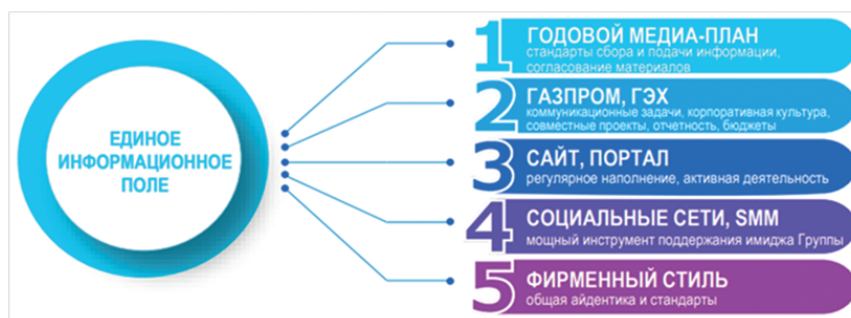 ЕДИНОЕ
ИНФОРМАЦИОННОЕ
ПОЛЕ
1 ГОДОВОЙ МЕДИА-ПЛАН
стандарты сбора и подачи информации,
согласование материалов
2 ГАЗПРОМ, ГЭХ
коммуникационные задачи, корпоративная культура,
совместные проекты, отчетность, бюджеты
3 САЙТ, ПОРТАЛ
регулярное наполнение, активная деятельность
4 СОЦИАЛЬНЫЕ СЕТИ, SMM
мощный инструмент поддержания имиджа Группы
5 ФИРМЕННЫЙ СТИЛЬ
общая айдентика и стандарты